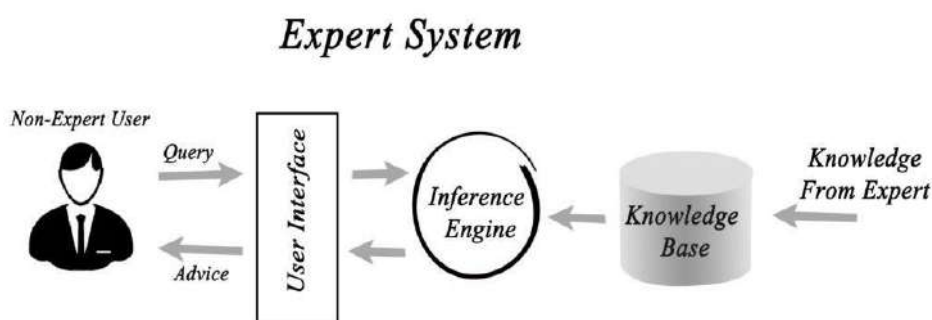 Expert System
Non-Expert User
Query
Advice
User Interface
Inference
Engine
Knowledge
Base
Knowledge
From Expert